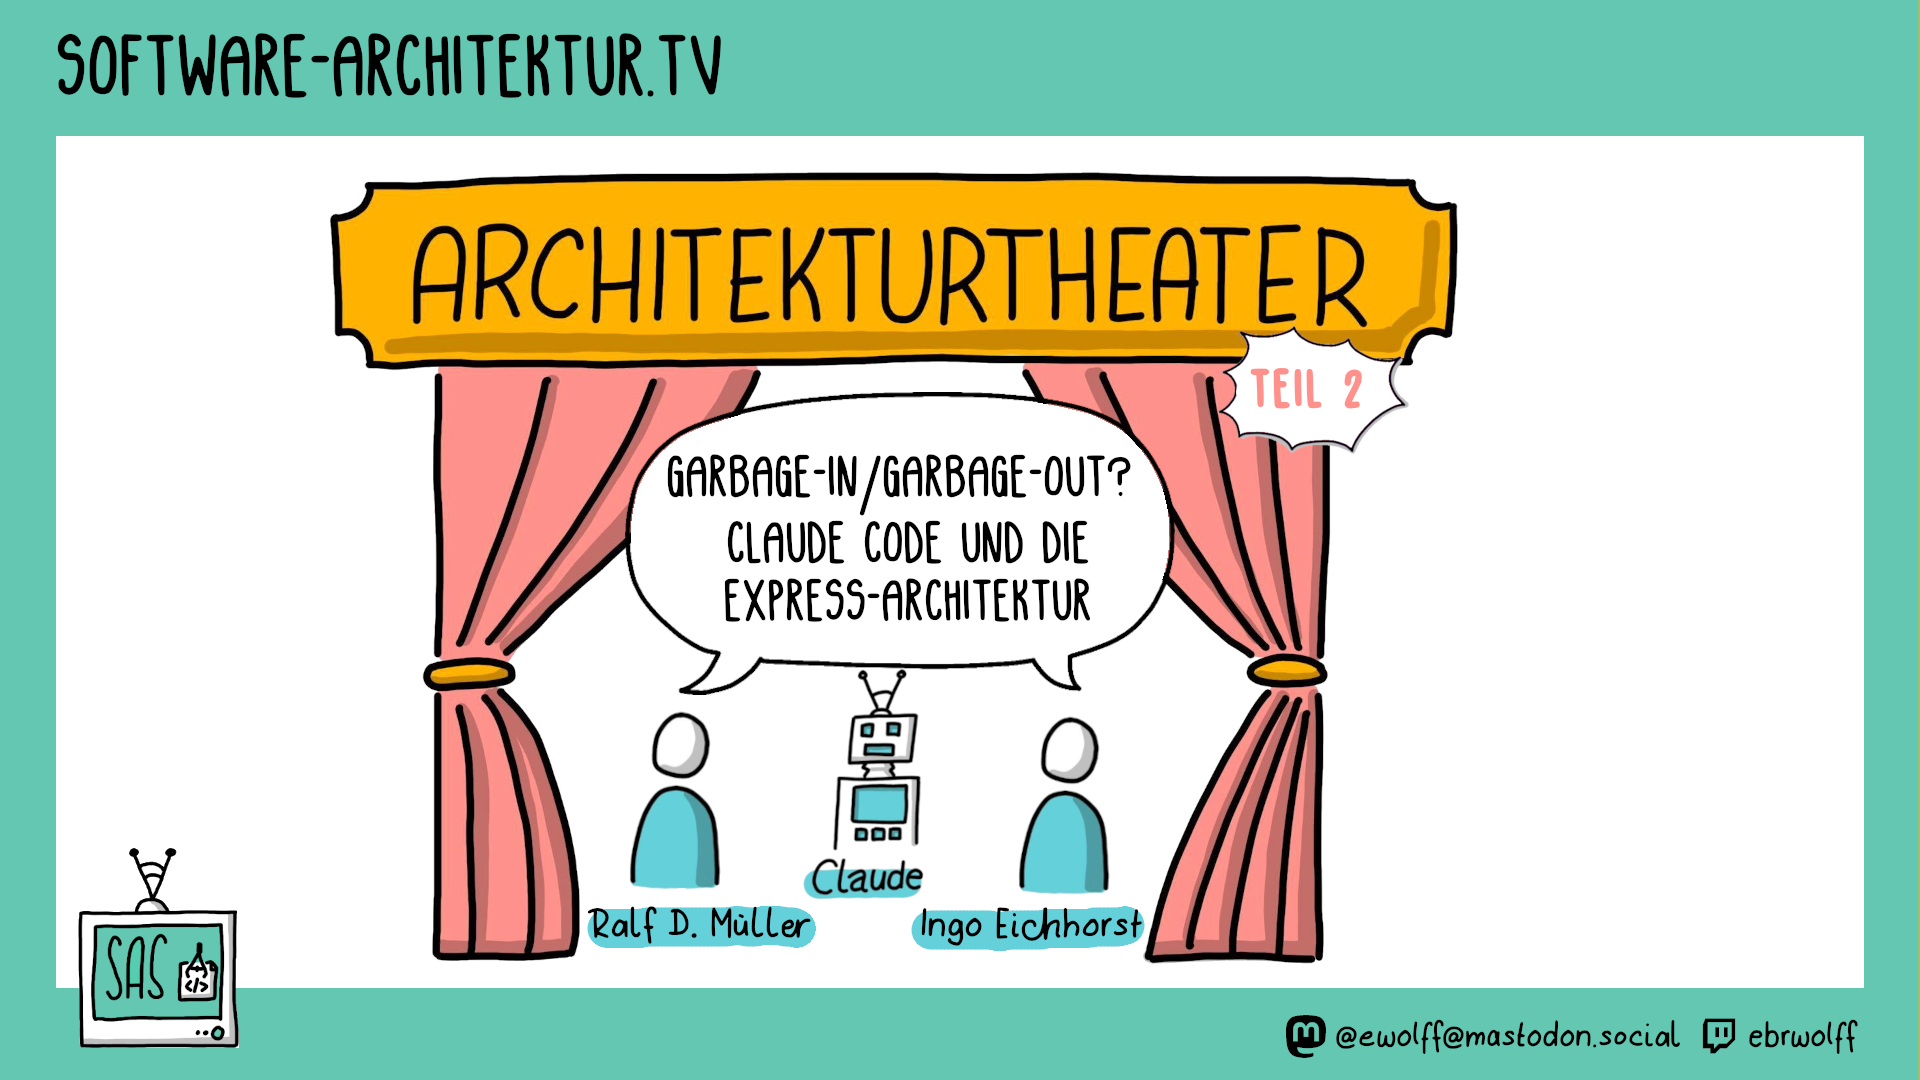 SOFTWARE-ARCHITEKTUR.TV
ARCHITEKTURTHEATER
TEIL 2
GARBAGE-IN/GARBAGE-OUT?
CLAUDE CODE UND DIE
EXPRESS-ARCHITEKTUR
Claude
Ralf D. Müller
Ingo Eichhorst
SAS
</>
@ewolff@mastodon.social
ebrwolff